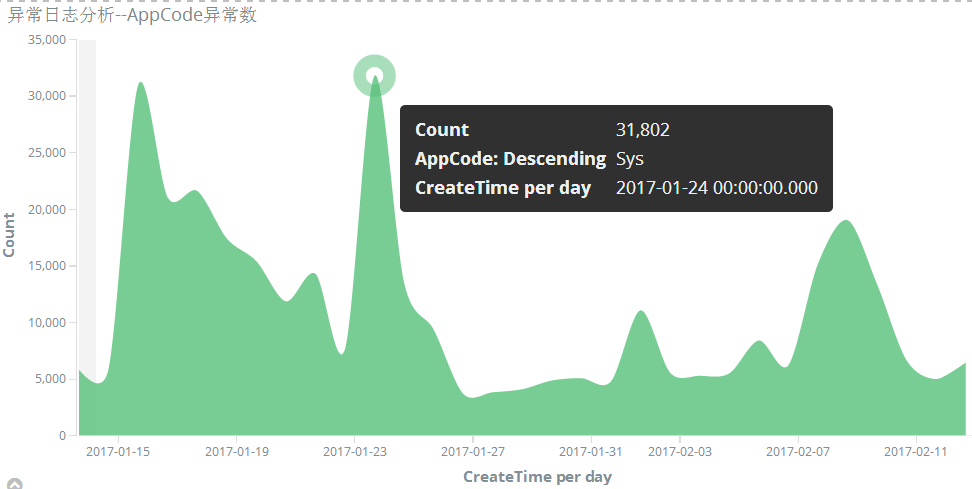 异常日志分析--AppCode异常数
35,000
30,000
25,000
20,000
15,000
10,000
5,000
0
Count
Count 31,802
AppCode: Descending Sys
CreateTime per day 2017-01-24 00:00:00.000
2017-01-15 2017-01-19 2017-01-23 2017-01-27 2017-01-31 2017-02-03 2017-02-07 2017-02-11
CreateTime per day